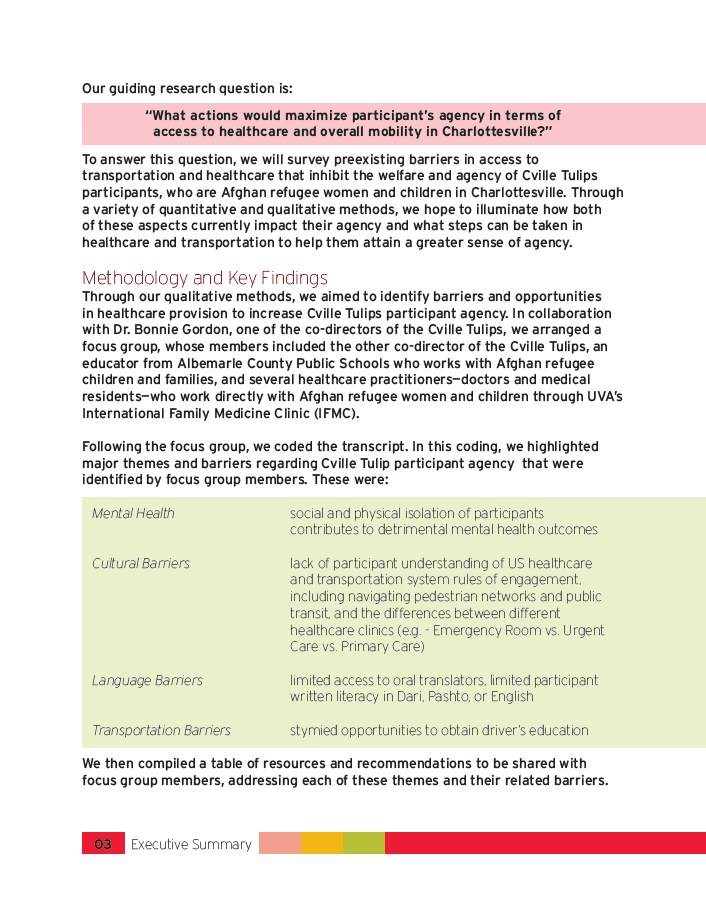 Our guiding research question is:
“What actions would maximize participant’s agency in terms of
access to healthcare and overall mobility in Charlottesville?”
To answer this question, we will survey preexisting barriers in access to
transportation and healthcare that inhibit the welfare and agency of Cville Tulips
participants, who are Afghan refugee women and children in Charlottesville. Through
a variety of quantitative and qualitative methods, we hope to illuminate how both
of these aspects currently impact their agency and what steps can be taken in
healthcare and transportation to help them attain a greater sense of agency.
Methodology and Key Findings
Through our qualitative methods, we aimed to identify barriers and opportunities
in healthcare provision to increase Cville Tulips participant agency. In collaboration
with Dr. Bonnie Gordon, one of the co-directors of the Cville Tulips, we arranged a
focus group, whose members included the other co-director of the Cville Tulips, an
educator from Albemarle County Public Schools who works with Afghan refugee
children and families, and several healthcare practitioners—doctors and medical
residents—who work directly with Afghan refugee women and children through UVA’s
International Family Medicine Clinic (IFMC).
Following the focus group, we coded the transcript. In this coding, we highlighted
major themes and barriers regarding Cville Tulip participant agency that were
identified by focus group members. These were:
Mental Health social and physical isolation of participants
contributes to detrimental mental health outcomes
Cultural Barriers lack of participant understanding of US healthcare
and transportation system rules of engagement,
including navigating pedestrian networks and public
transit, and the differences between different
healthcare clinics (e.g. - Emergency Room vs. Urgent
Care vs. Primary Care)
Language Barriers limited access to oral translators, limited participant
written literacy in Dari, Pashto, or English
Transportation Barriers stymied opportunities to obtain driver’s education
We then compiled a table of resources and recommendations to be shared with
focus group members, addressing each of these themes and their related barriers.
03 Executive Summary